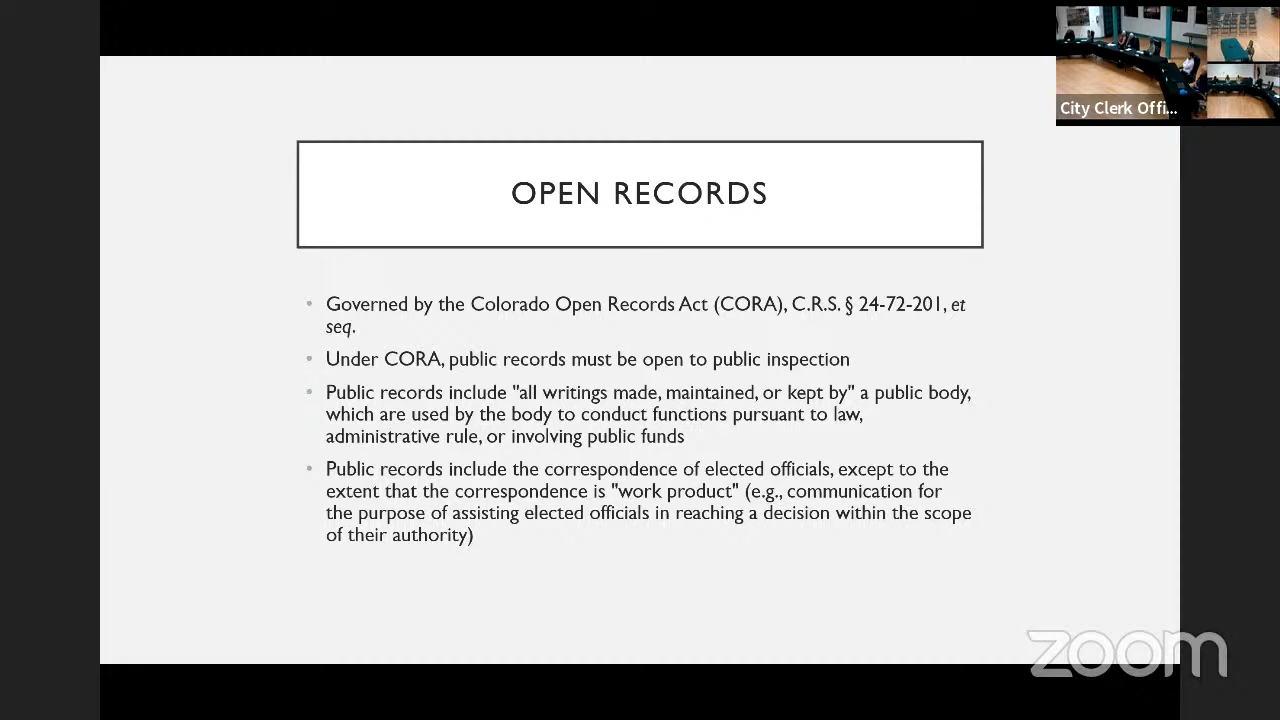 City Clerk Offi...
OPEN RECORDS
• Governed by the Colorado Open Records Act (CORA), C.R.S. § 24-72-201, et
seq.
• Under CORA, public records must be open to public inspection
• Public records include "all writings made, maintained, or kept by" a public body,
which are used by the body to conduct functions pursuant to law,
administrative rule, or involving public funds
• Public records include the correspondence of elected officials, except to the
extent that the correspondence is "work product" (e.g., communication for
the purpose of assisting elected officials in reaching a decision within the scope
of their authority)
zoom